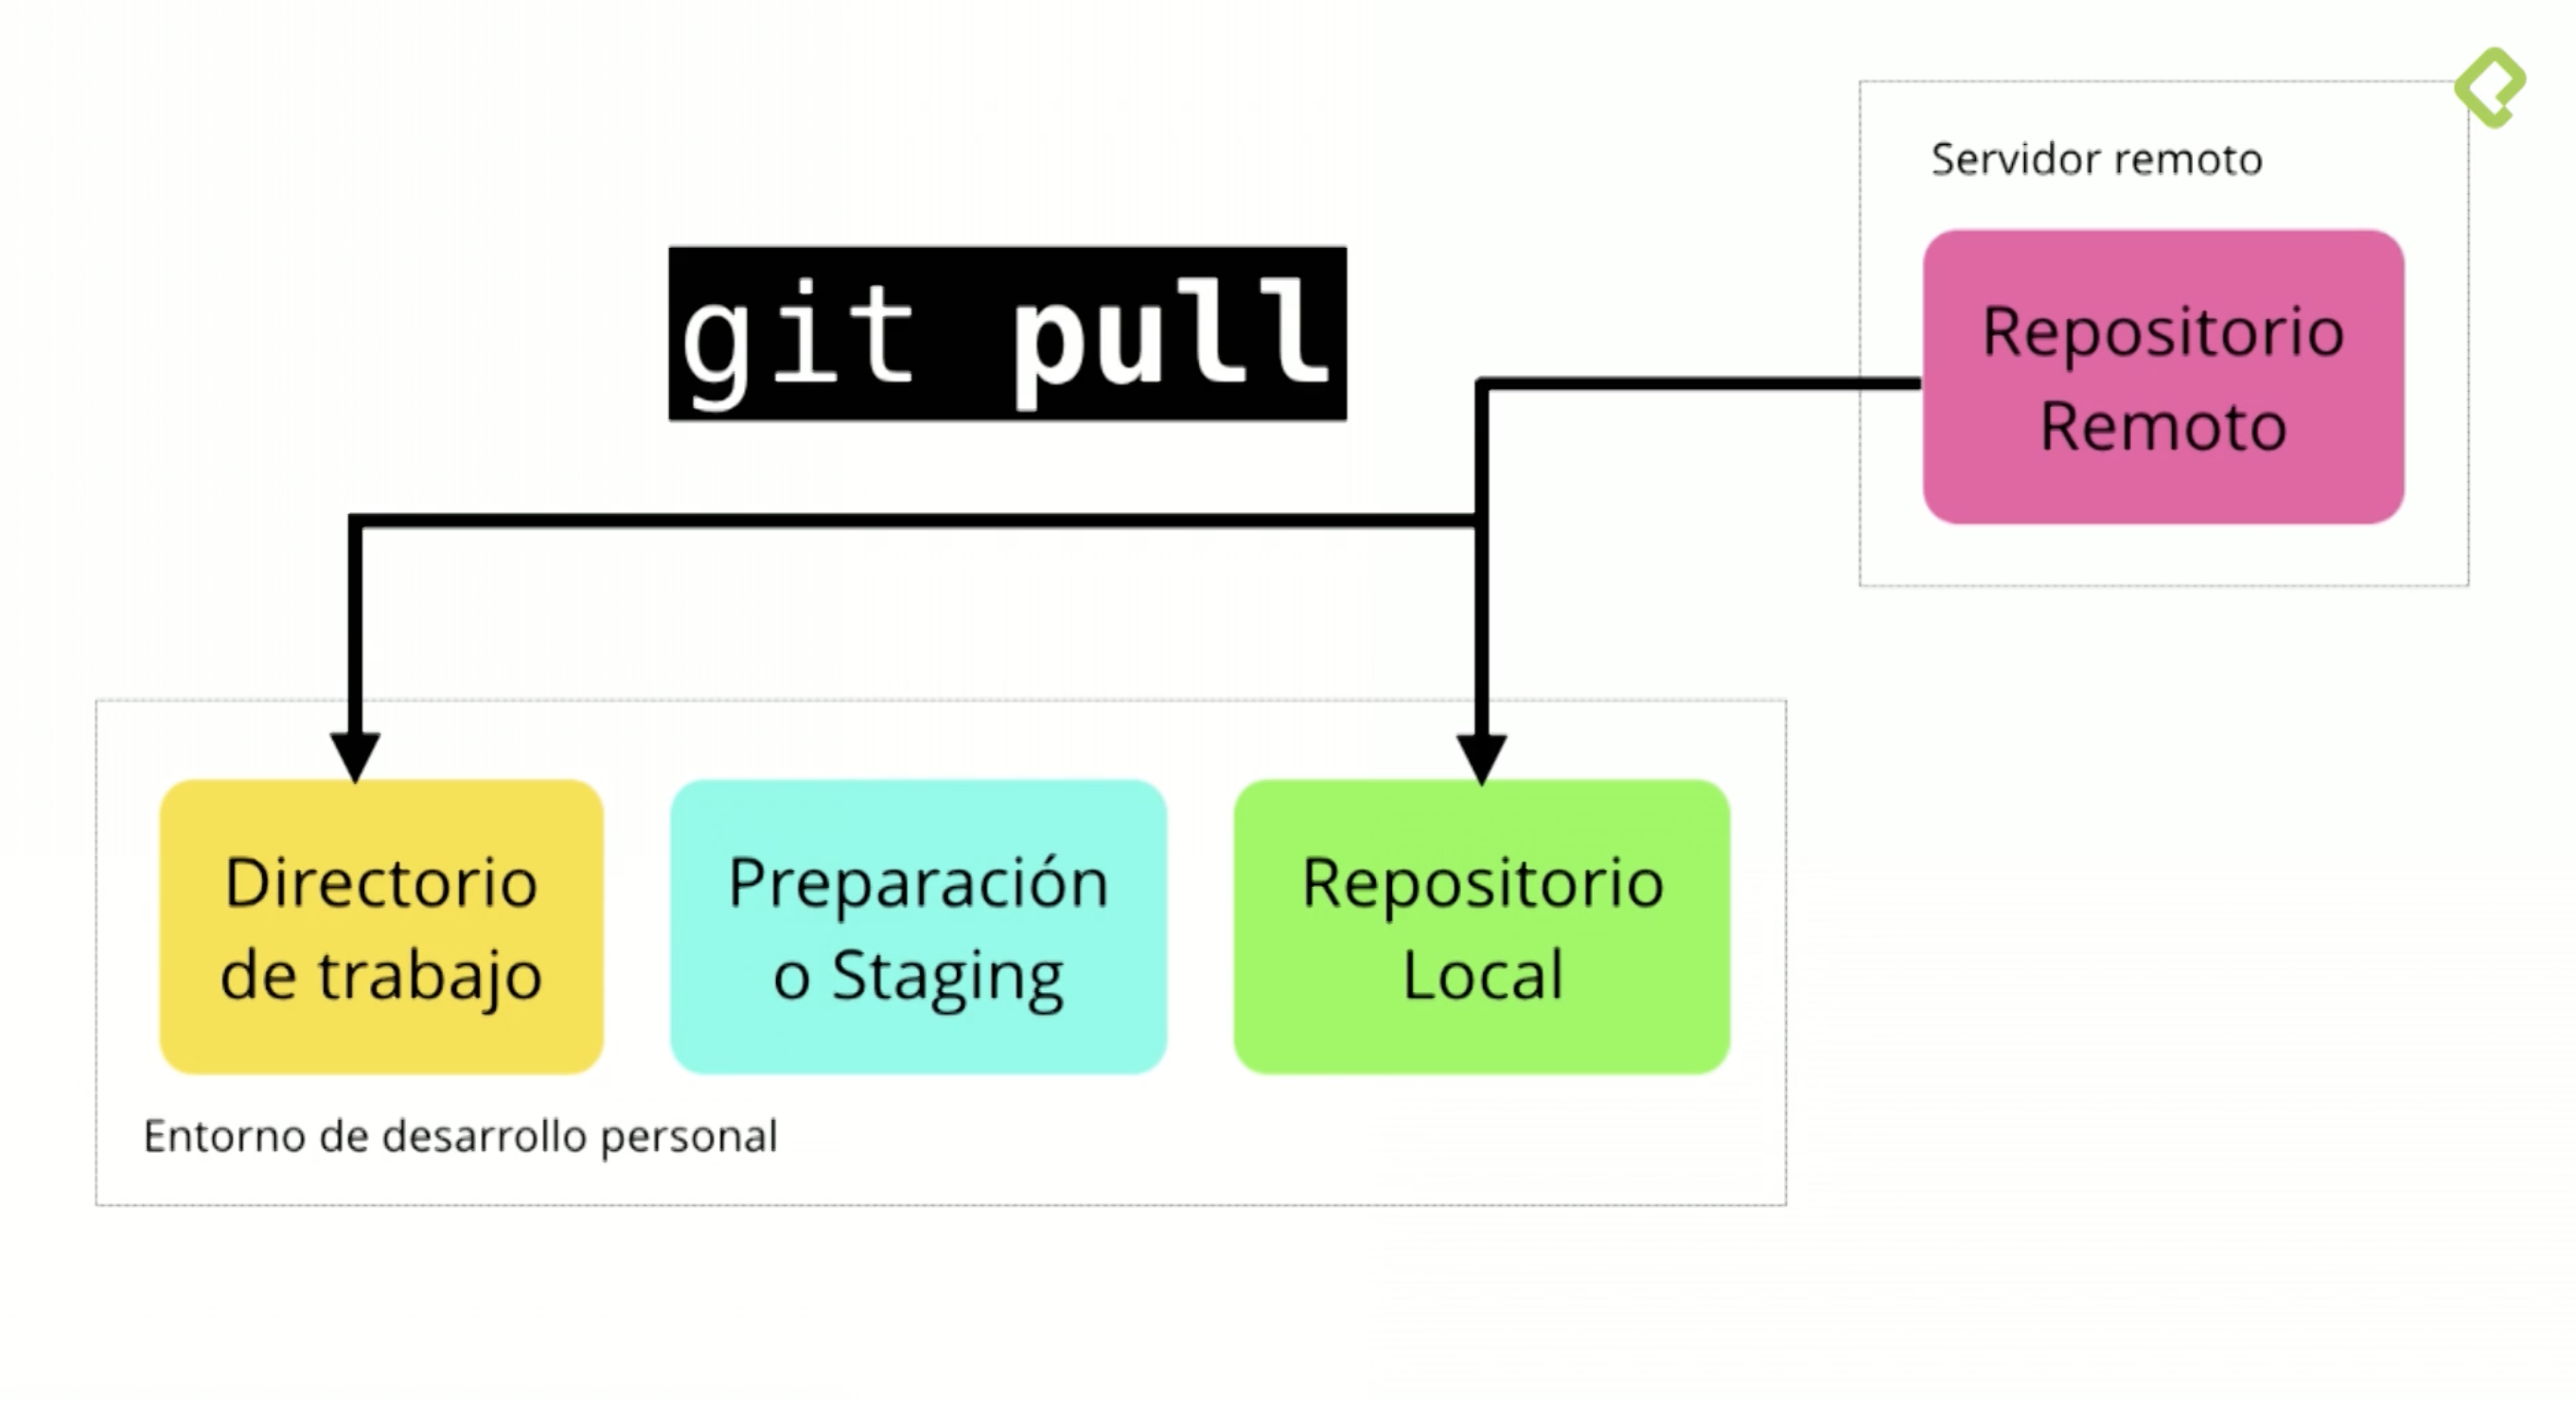 Servidor remoto
git pull
Repositorio
Remoto
Directorio
de trabajo
Preparación
o Staging
Repositorio
Local
Entorno de desarrollo personal